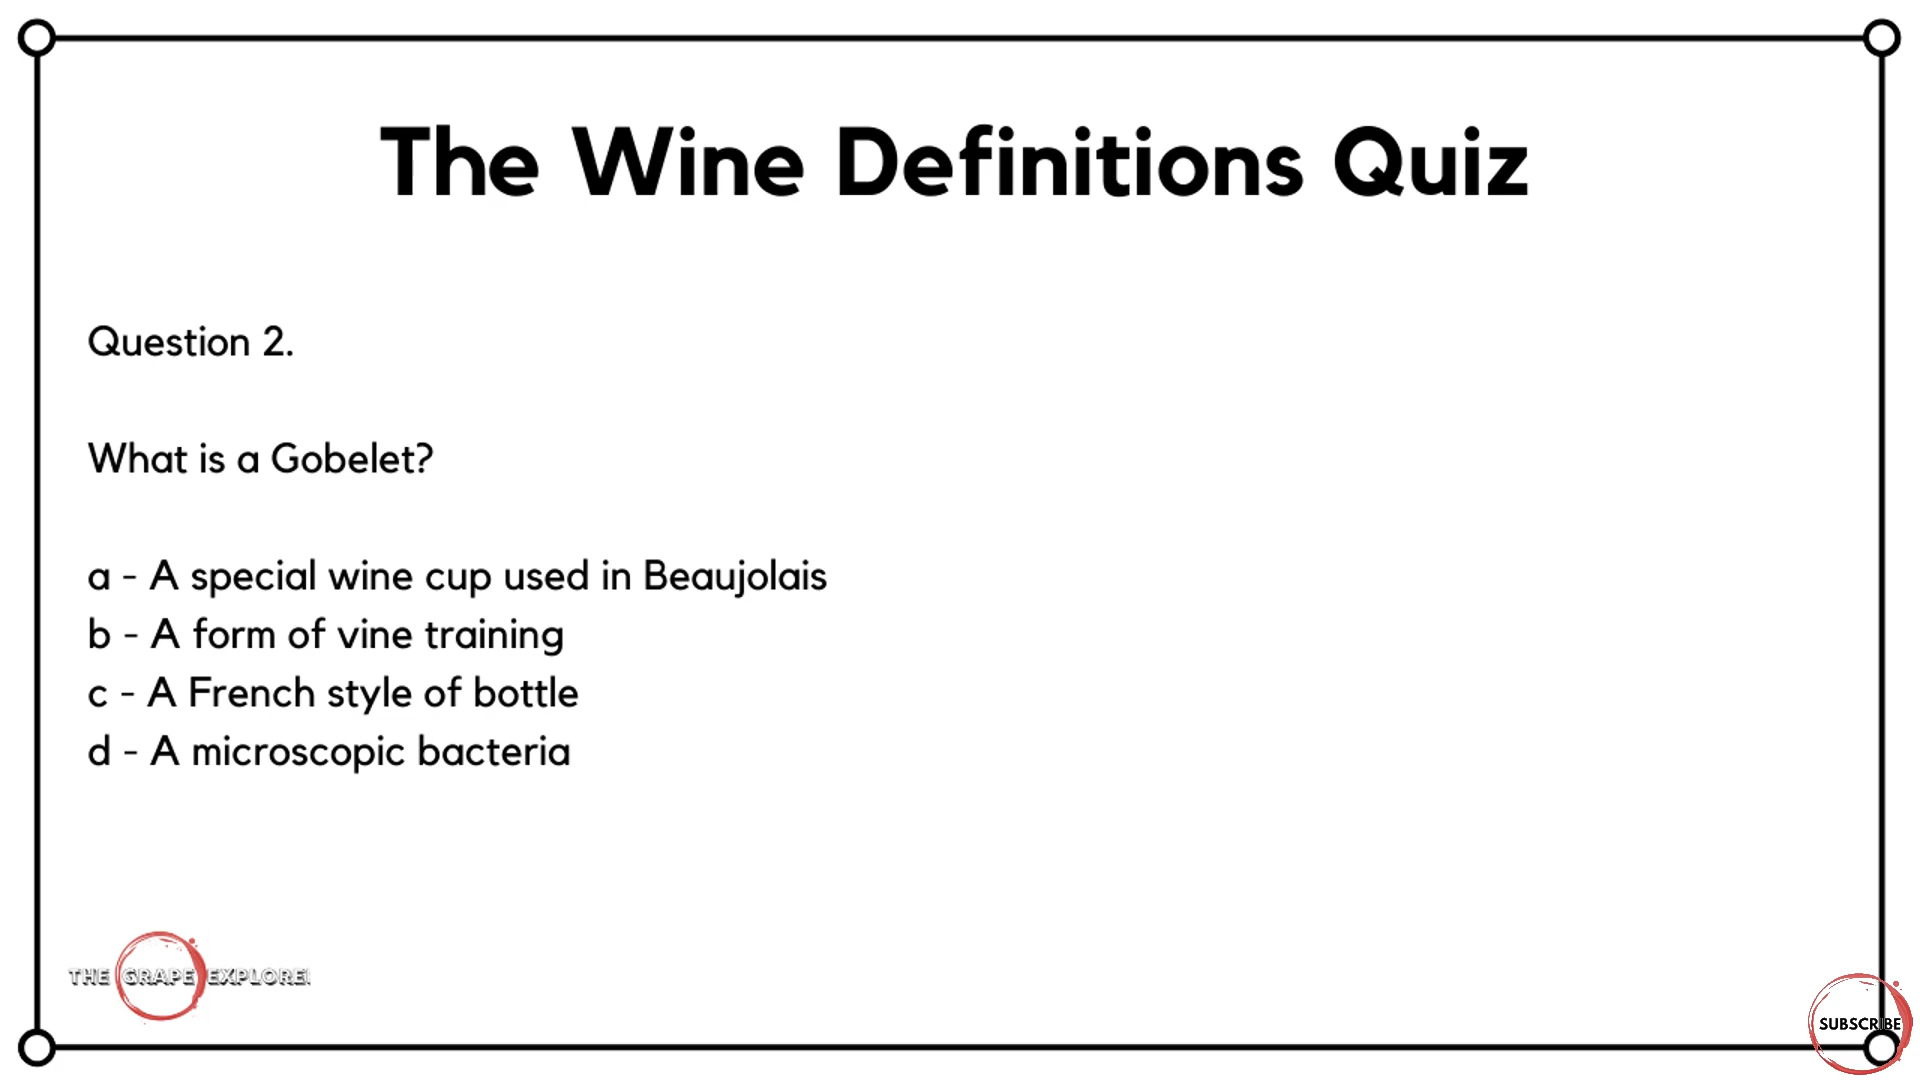 The Wine Definitions Quiz
Question 2.
What is a Gobelet?
a - A special wine cup used in Beaujolais
b - A form of vine training
c - A French style of bottle
d - A microscopic bacteria
THE GRAPE EXPLORE
SUBSCRIBE